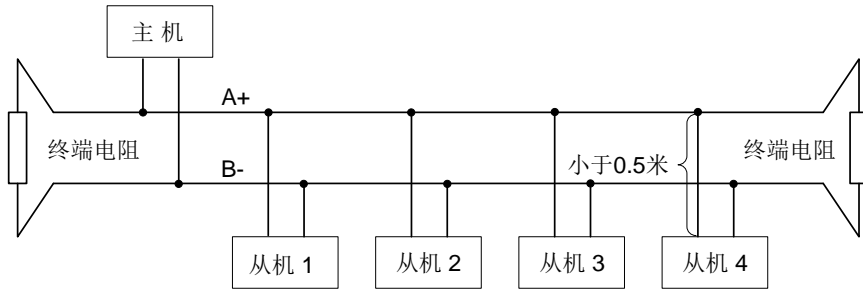 主 机
A+
终端电阻
小于0.5米
终端电阻
B-
从机 1
从机 2
从机 3
从机 4